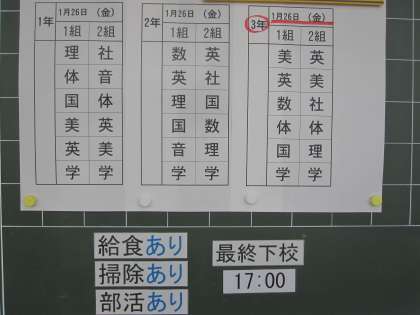 1年 1月26日 (金)
1組 2組
理 社
体 音
国 体
美 英
英 美
学 学
2年 1月26日 (金)
1組 2組
数 英
英 社
理 国
国 数
音 理
学 学
3年 1月26日 (金)
1組 2組
美 英
英 美
数 社
体 体
国 理
学 学
給食あり
掃除あり
部活あり
最終下校
17:00